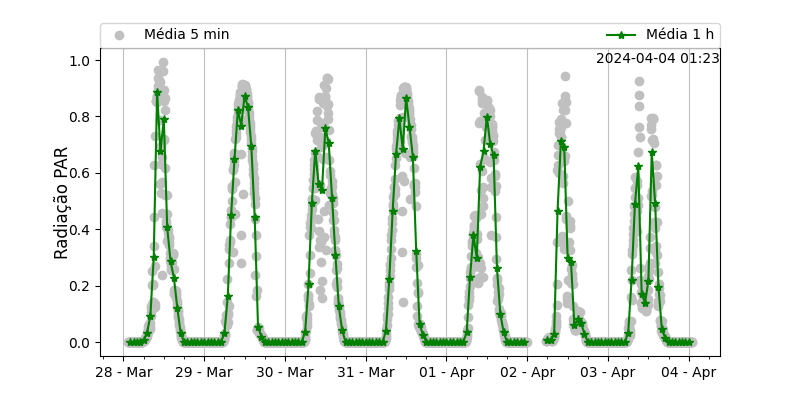 Média 5 min
Média 1 h
2024-04-04 01:23
Radiação PAR
1.0
0.8
0.6
0.4
0.2
0.0
28 - Mar
29 - Mar
30 - Mar
31 - Mar
01 - Apr
02 - Apr
03 - Apr
04 - Apr